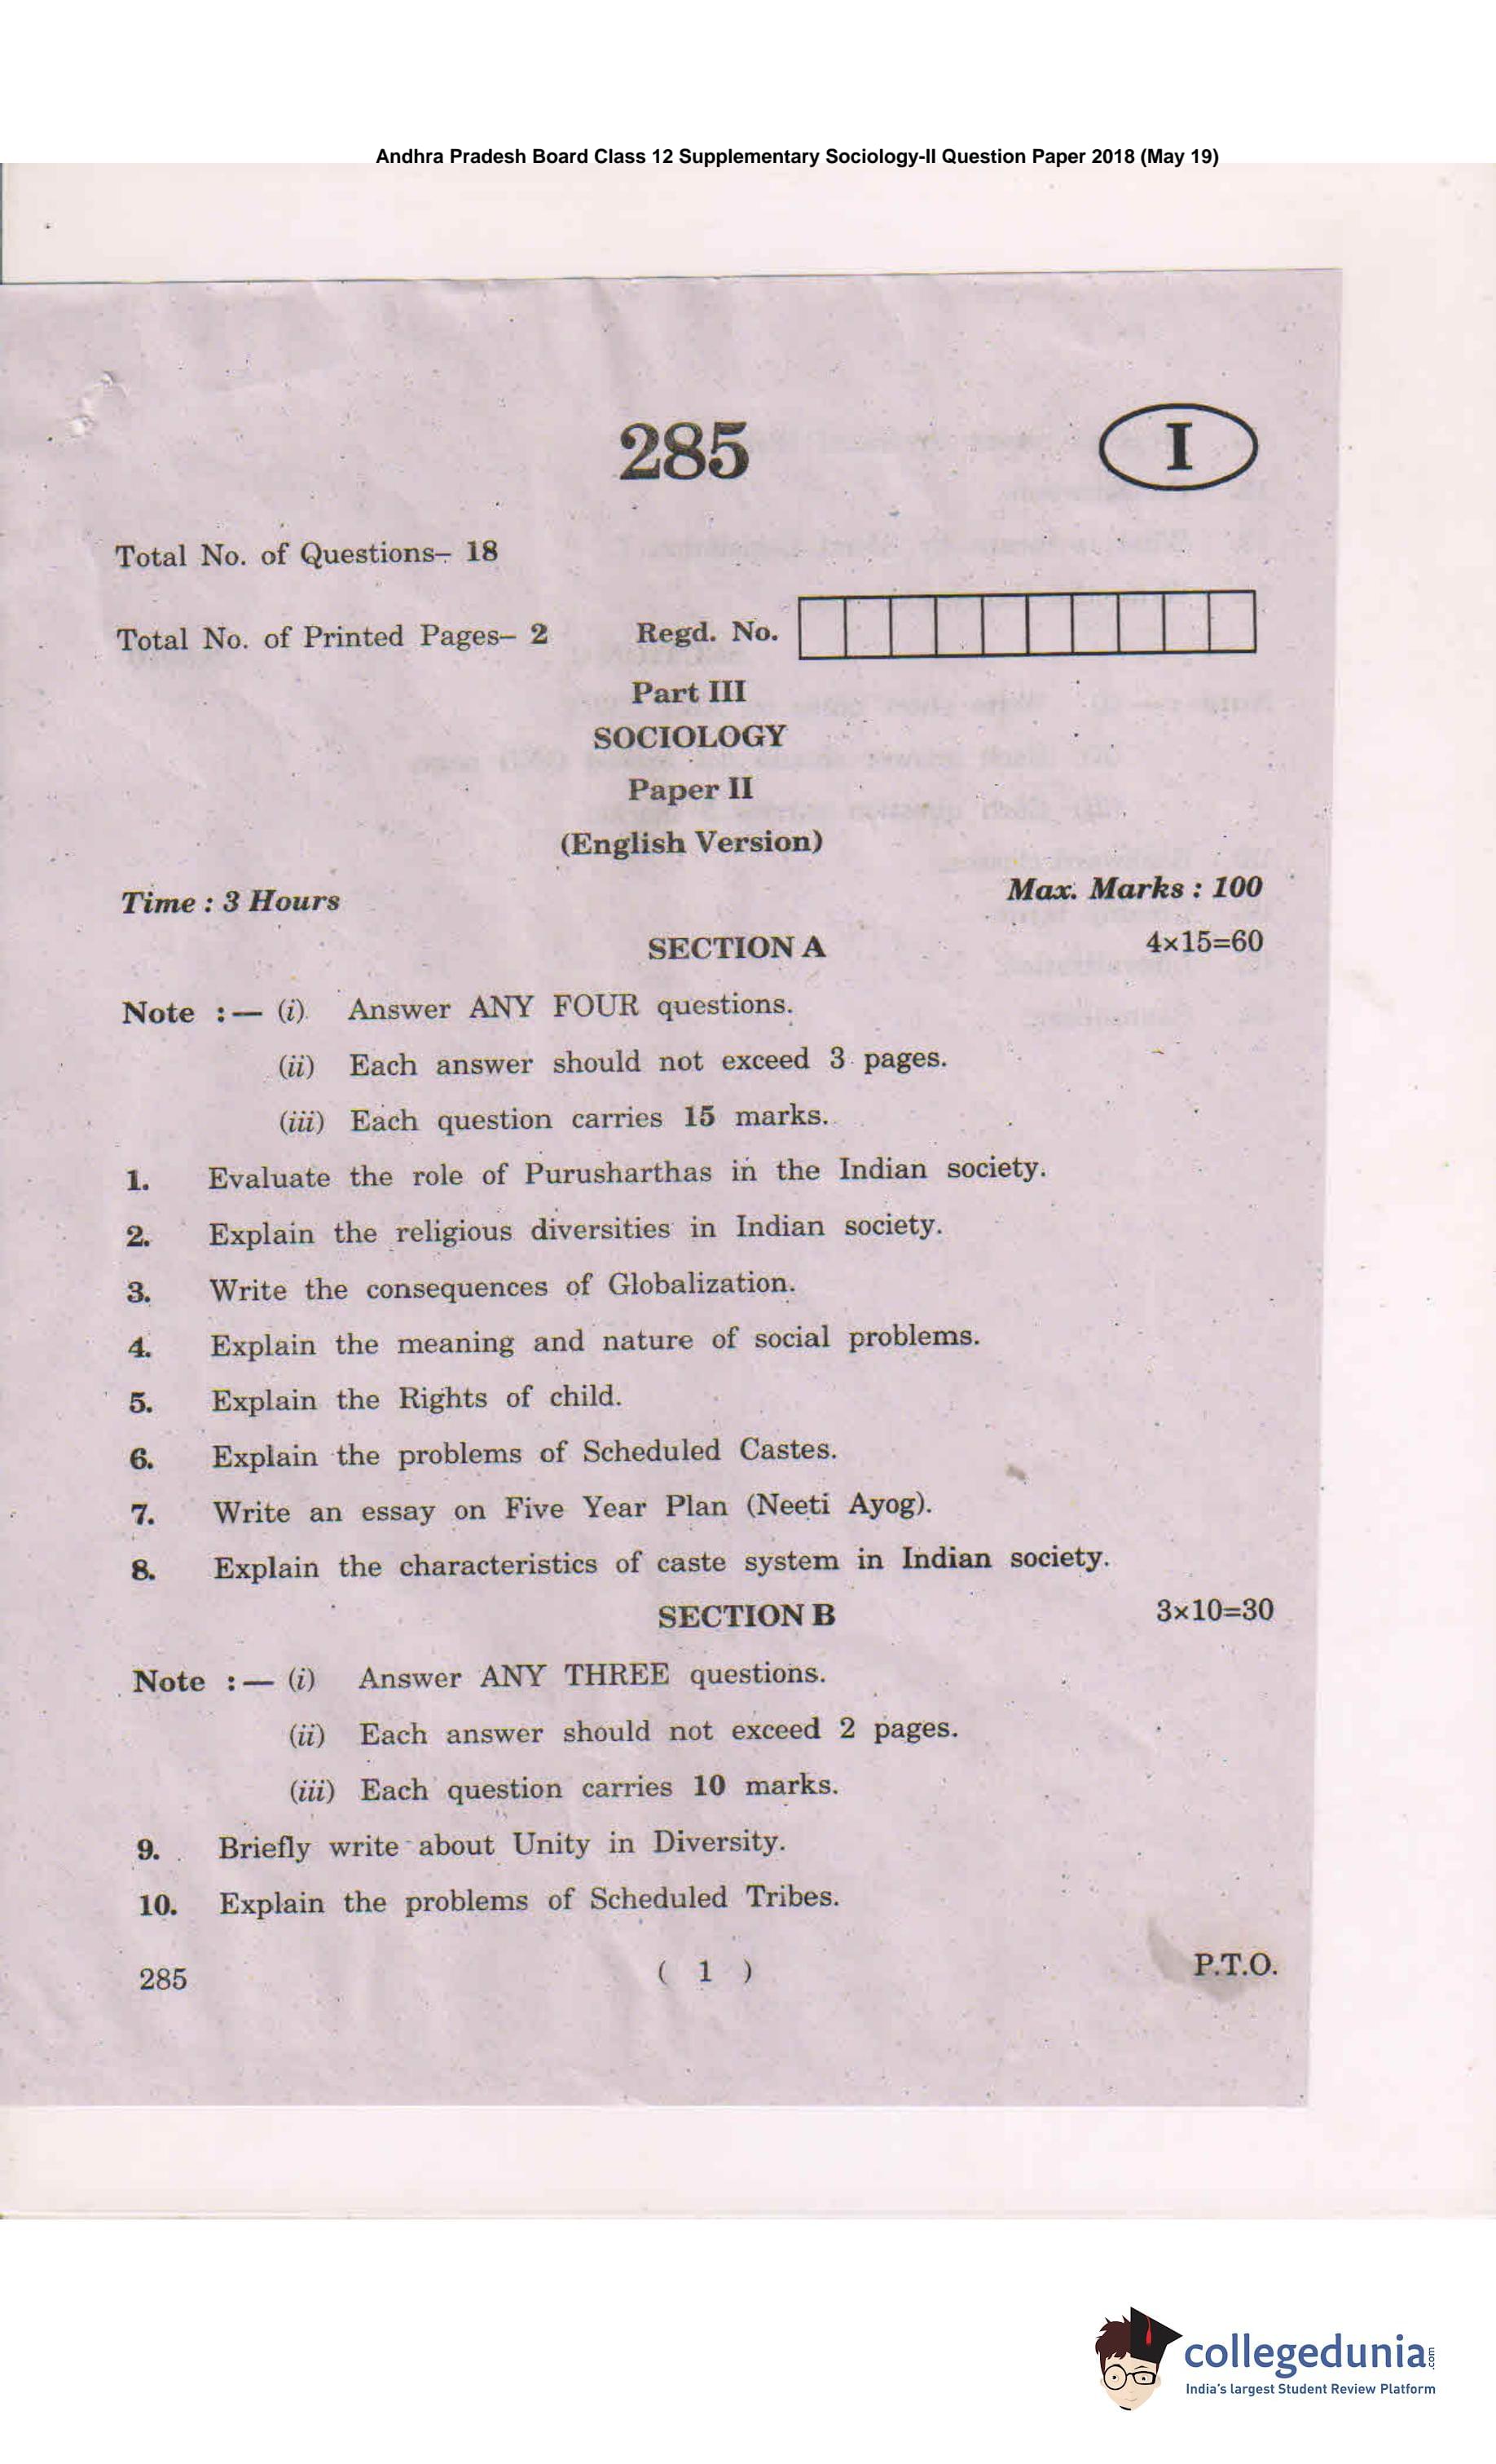 Andhra Pradesh Board Class 12 Supplementary Sociology-II Question Paper 2018 (May 19)
285
I
Total No. of Questions– 18
Total No. of Printed Pages– 2 Regd. No.
Part III
SOCIOLOGY
Paper II
(English Version)
Time : 3 Hours Max. Marks : 100
SECTION A 4×15=60
Note :— (i) Answer ANY FOUR questions.
(ii) Each answer should not exceed 3 pages.
(iii) Each question carries 15 marks.
1. Evaluate the role of Purusharthas in the Indian society.
2. Explain the religious diversities in Indian society.
3. Write the consequences of Globalization.
4. Explain the meaning and nature of social problems.
5. Explain the Rights of child.
6. Explain the problems of Scheduled Castes.
7. Write an essay on Five Year Plan (Neeti Ayog).
8. Explain the characteristics of caste system in Indian society.
SECTION B 3×10=30
Note :— (i) Answer ANY THREE questions.
(ii) Each answer should not exceed 2 pages.
(iii) Each question carries 10 marks.
9. Briefly write about Unity in Diversity.
10. Explain the problems of Scheduled Tribes.
285 ( 1 ) P.T.O.
collegedunia.com
India's largest Student Review Platform